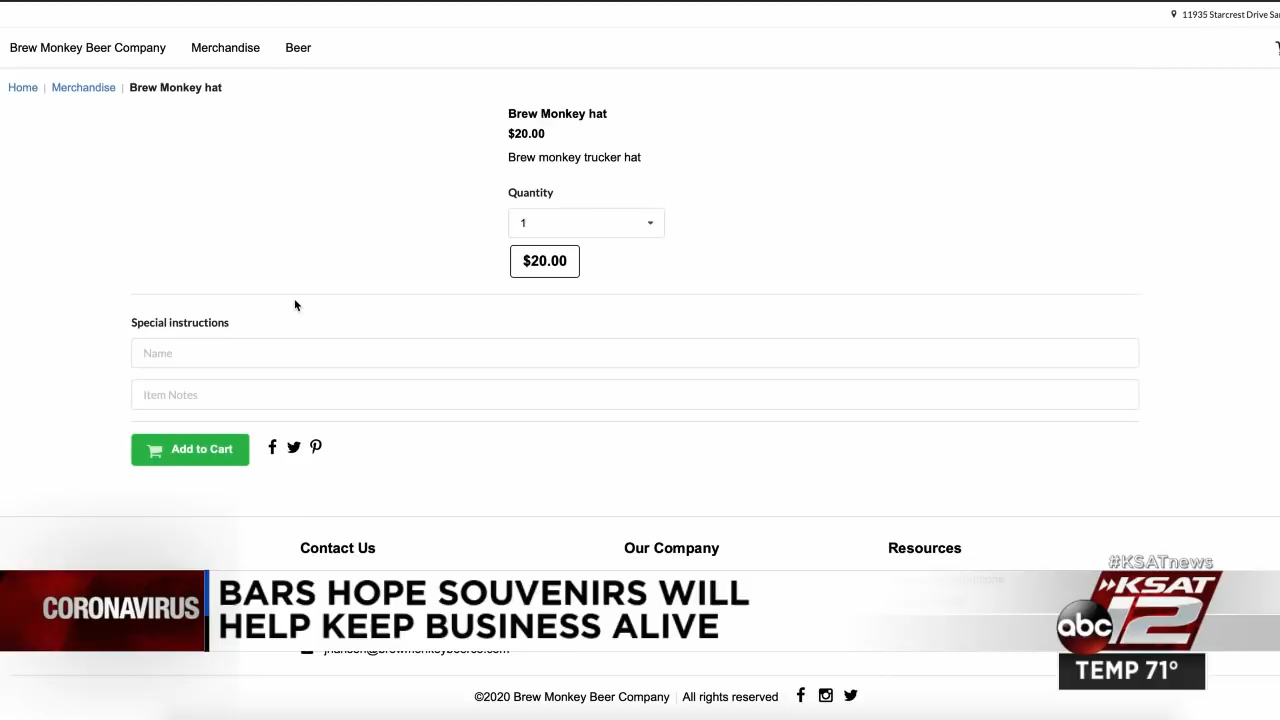 11935 Starcrest Drive
Brew Monkey Beer Company Merchandise Beer
Home | Merchandise | Brew Monkey hat
Brew Monkey hat
$20.00
Brew monkey trucker hat
Quantity
1
$20.00
Special instructions
Name
Item Notes
Add to Cart
Contact Us Our Company Resources
#KSATnews
CORONAVIRUS
BARS HOPE SOUVENIRS WILL
HELP KEEP BUSINESS ALIVE
KSAT
abc 12
TEMP 71°
©2020 Brew Monkey Beer Company | All rights reserved